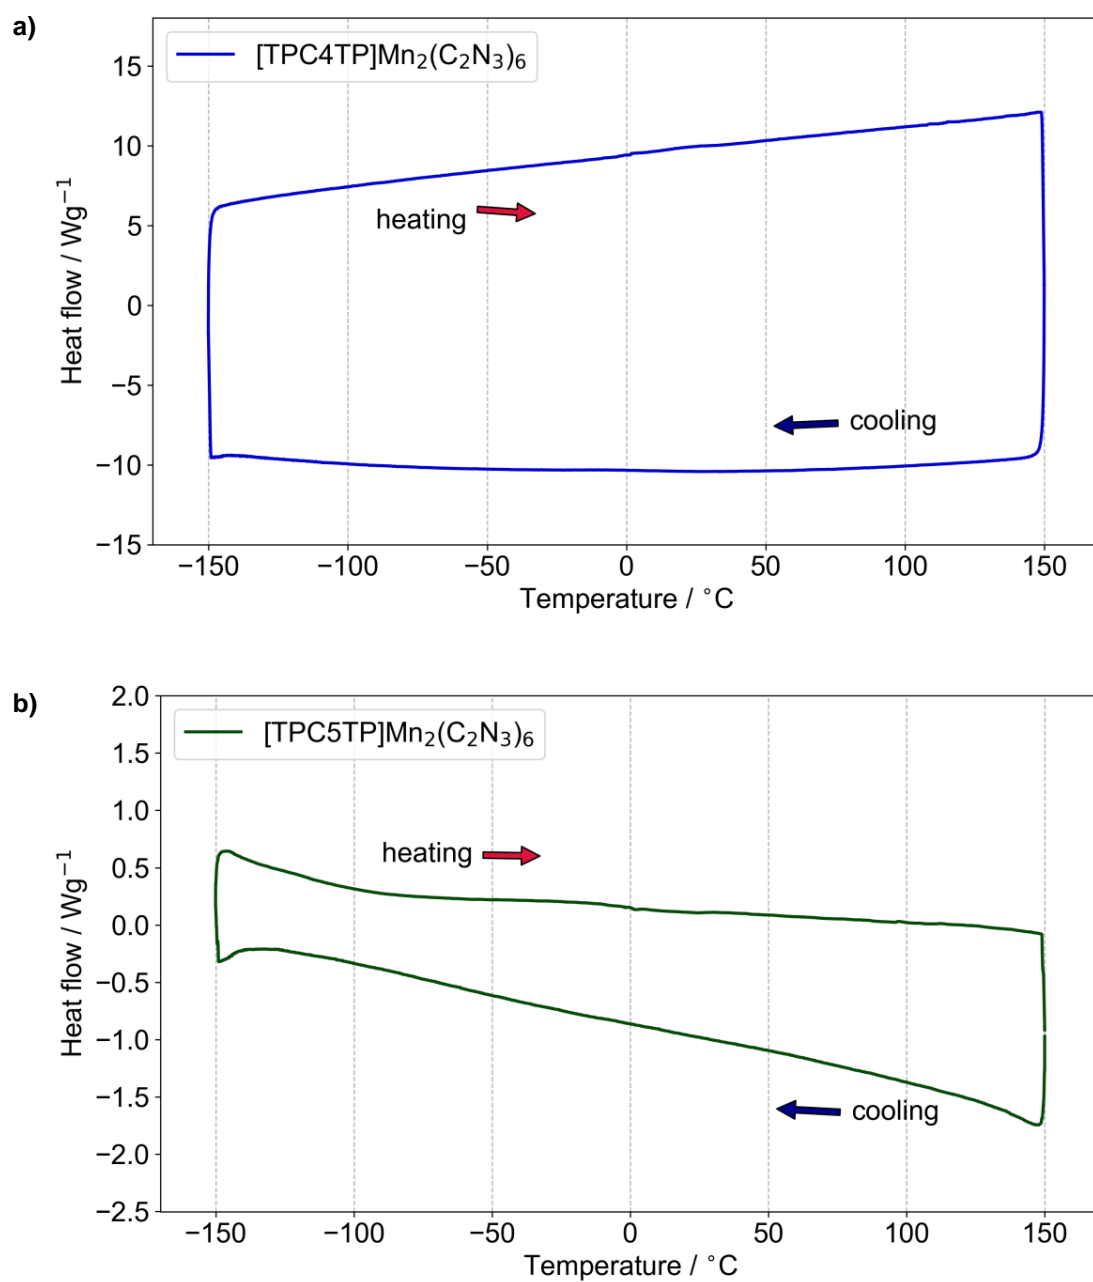 a)
[TPC4TP]Mn₂(C₂N₃)₆
15
10
5
0
−5
−10
−15
Heat flow / Wg⁻¹
heating
cooling
−150 −100 −50 0 50 100 150
Temperature / °C
b)
2.0
[TPC5TP]Mn₂(C₂N₃)₆
1.5
1.0
0.5
0.0
−0.5
−1.0
−1.5
−2.0
−2.5
Heat flow / Wg⁻¹
heating
cooling
−150 −100 −50 0 50 100 150
Temperature / °C